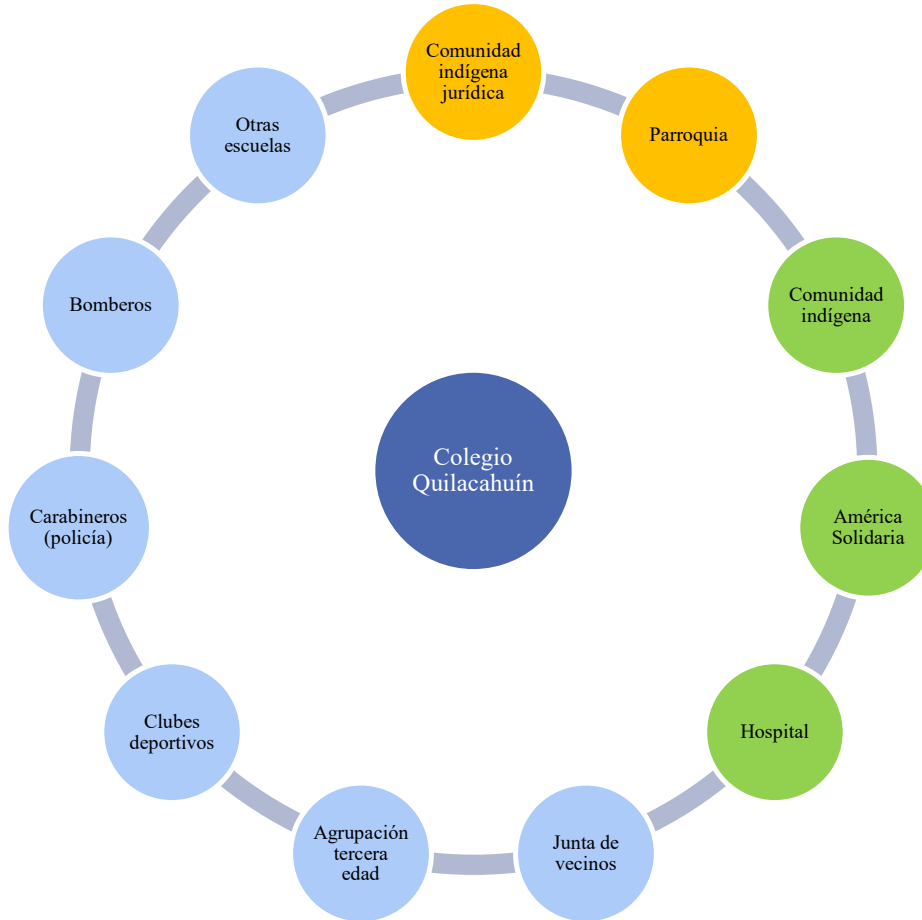 Comunidad
indígena
jurídica
Parroquia
Comunidad
indígena
América
Solidaria
Hospital
Junta de
vecinos
Agrupación
tercera
edad
Clubes
deportivos
Carabineros
(policía)
Bomberos
Otras
escuelas
Colegio
Quilacahuín